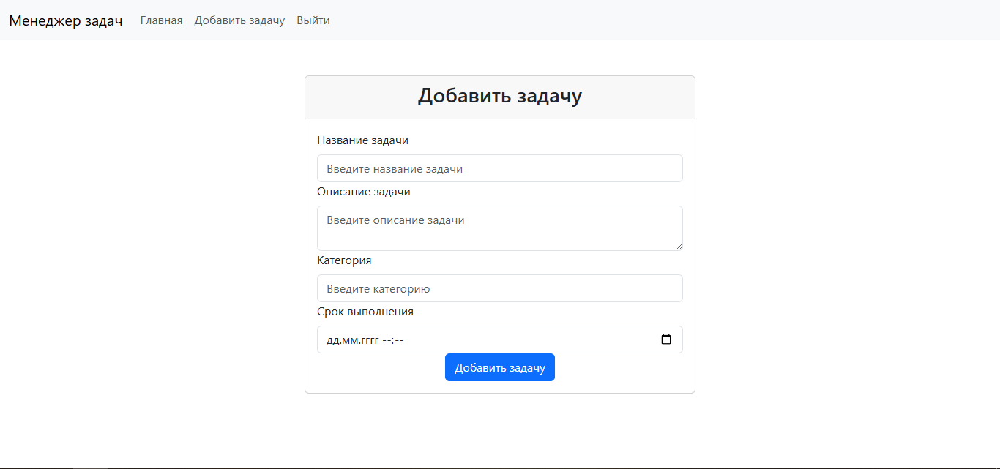 Менеджер задач Главная Добавить задачу Выйти
Добавить задачу
Название задачи
Введите название задачи
Описание задачи
Введите описание задачи
Категория
Введите категорию
Срок выполнения
дд.мм.гггг --:--
Добавить задачу